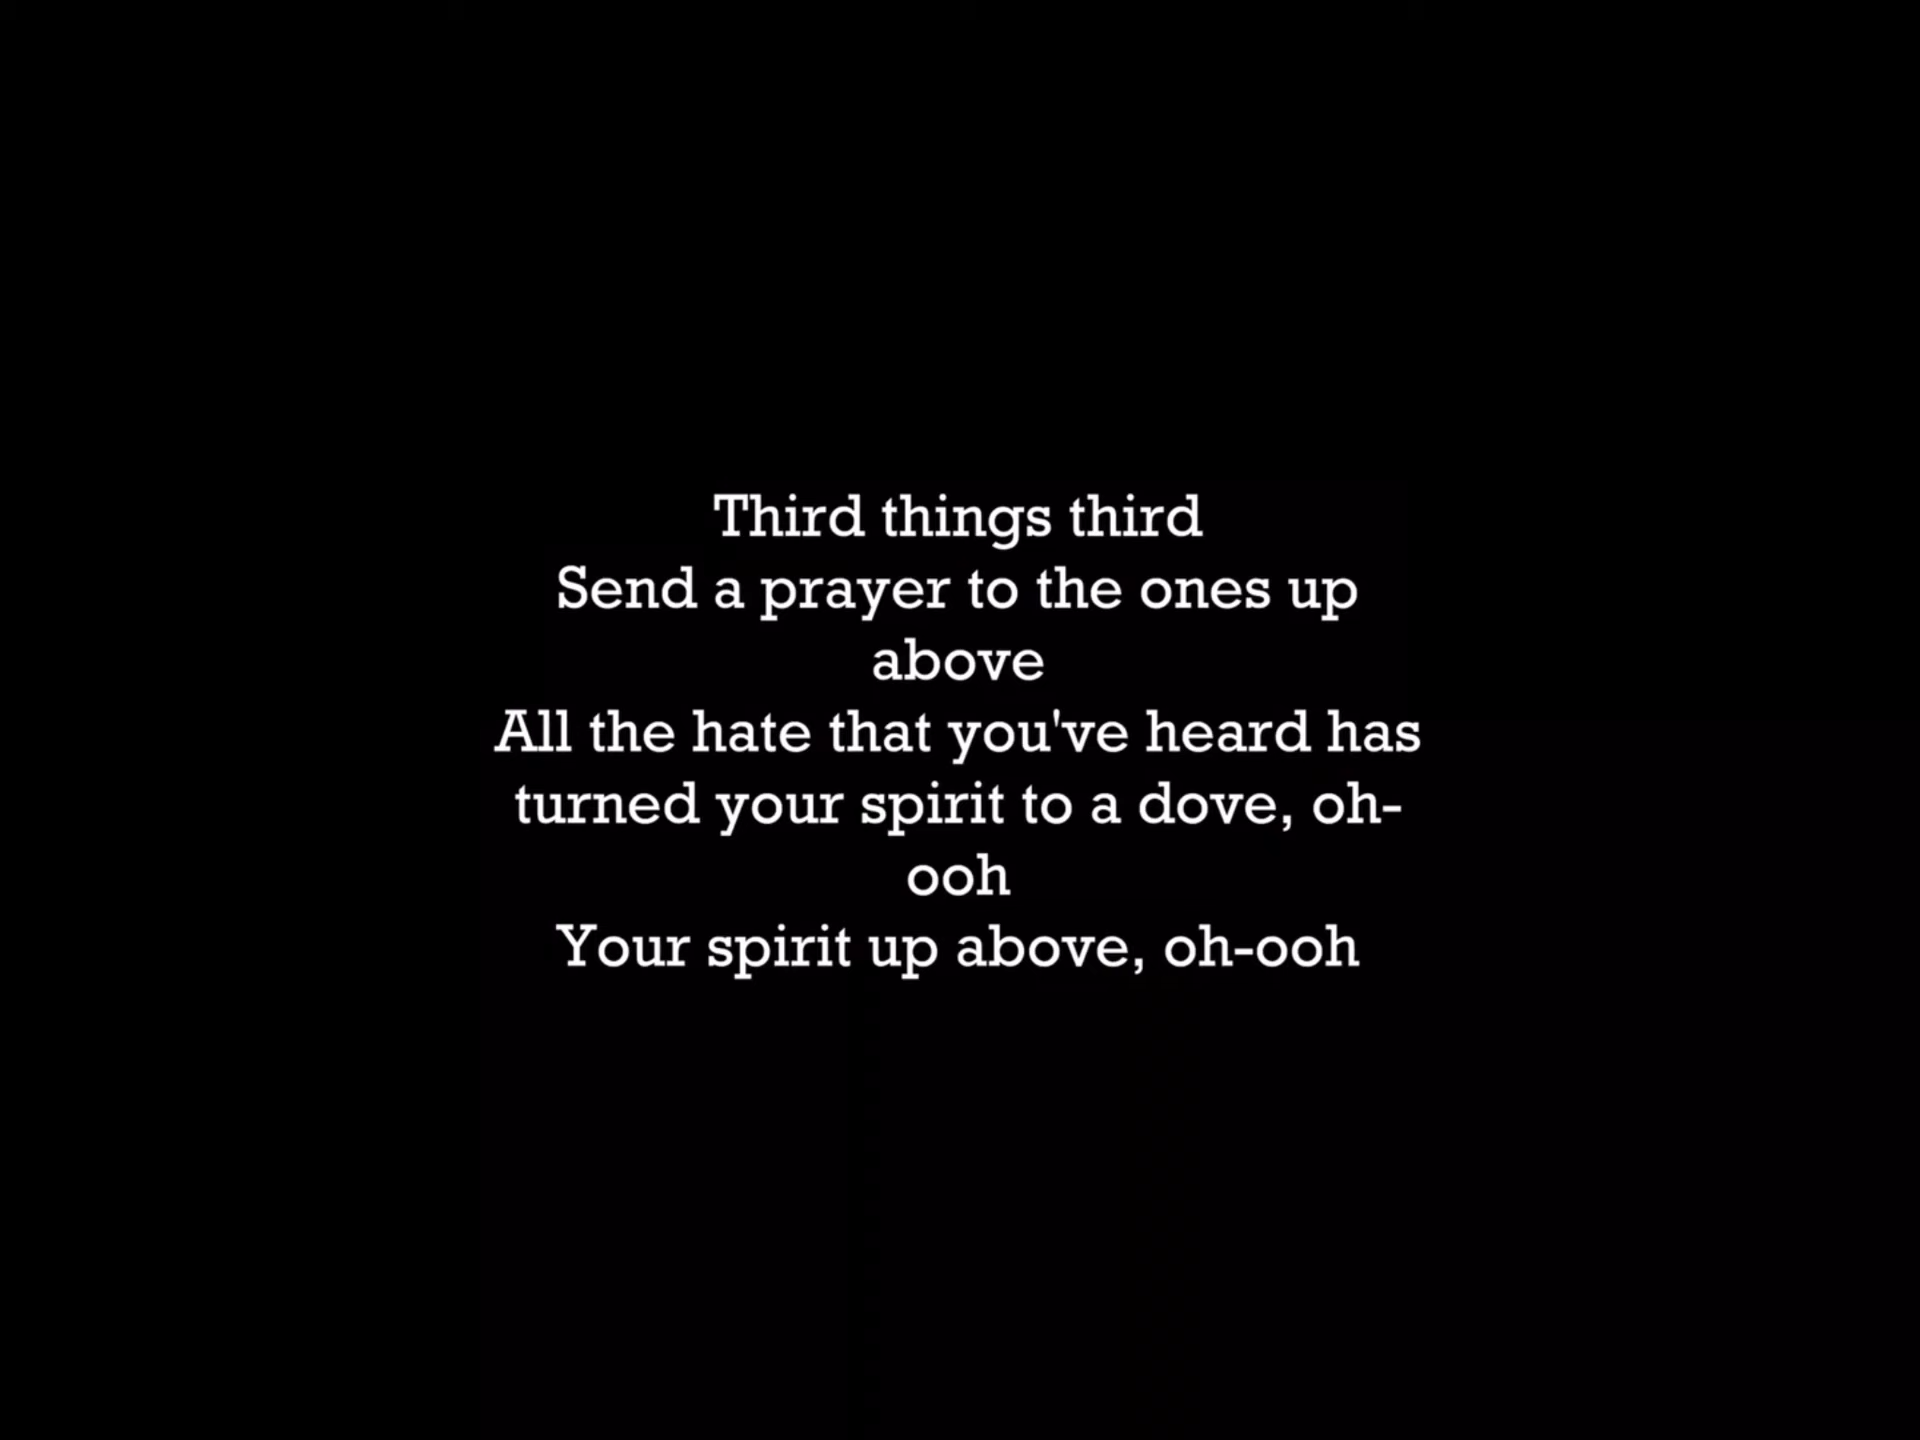 Third things third
Send a prayer to the ones up
above
All the hate that you've heard has
turned your spirit to a dove, oh-
ooh
Your spirit up above, oh-ooh